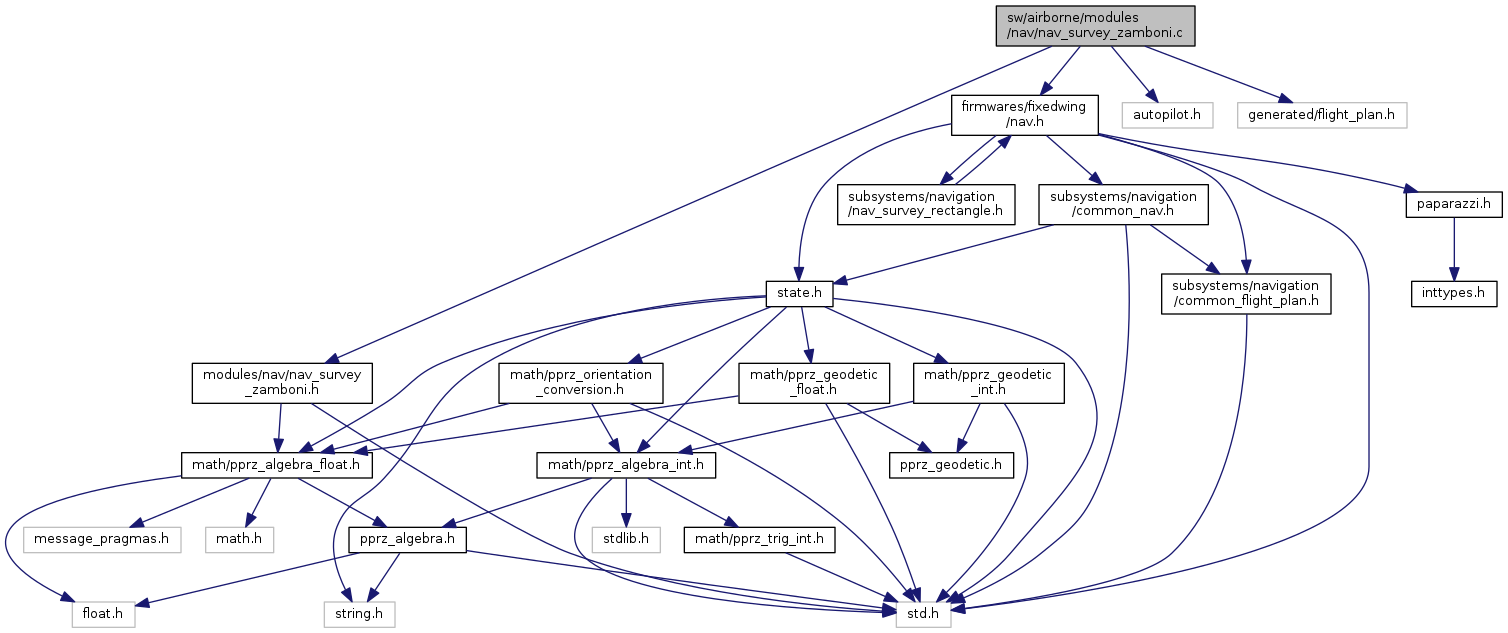 sw/airborne/modules
/nav/nav_survey_zamboni.c
firmwares/fixedwing
/nav.h
autopilot.h
generated/flight_plan.h
subsystems/navigation
/nav_survey_rectangle.h
subsystems/navigation
/common_nav.h
paparazzi.h
state.h
subsystems/navigation
/common_flight_plan.h
inttypes.h
modules/nav/nav_survey
_zamboni.h
math/pprz_orientation
_conversion.h
math/pprz_geodetic
_float.h
math/pprz_geodetic
_int.h
math/pprz_algebra_float.h
math/pprz_algebra_int.h
pprz_geodetic.h
message_pragmas.h
math.h
pprz_algebra.h
stdlib.h
math/pprz_trig_int.h
float.h
string.h
std.h